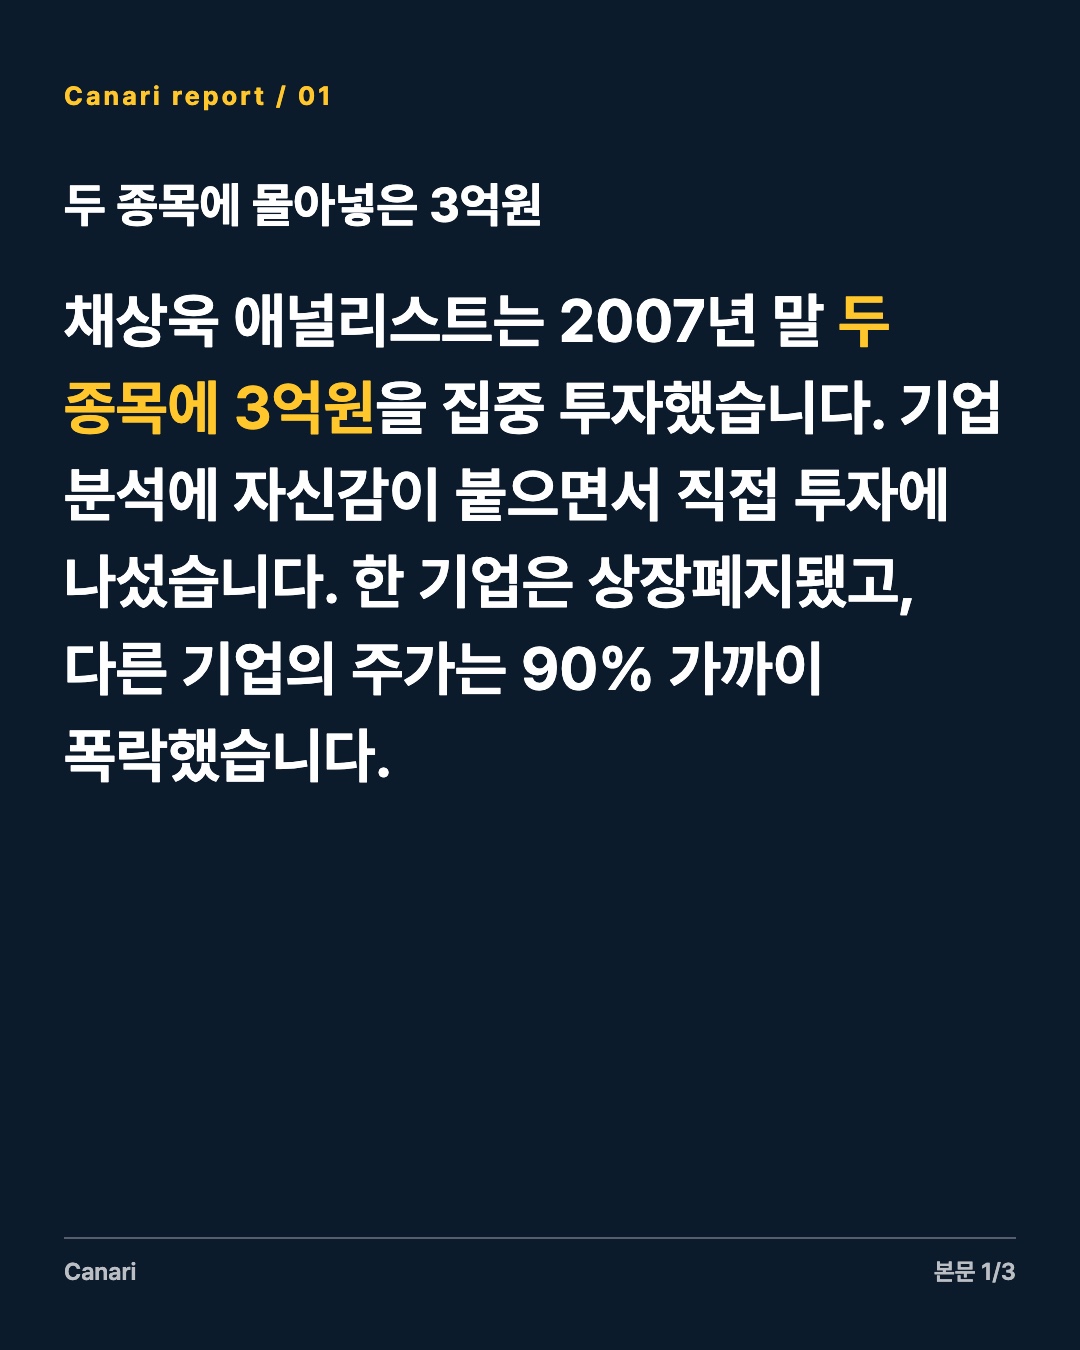 Canari report / 01
두 종목에 몰아넣은 3억원
채상욱 애널리스트는 2007년 말 두
종목에 3억원을 집중 투자했습니다. 기업
분석에 자신감이 붙으면서 직접 투자에
나섰습니다. 한 기업은 상장폐지됐고,
다른 기업의 주가는 90% 가까이
폭락했습니다.
Canari
본문 1/3